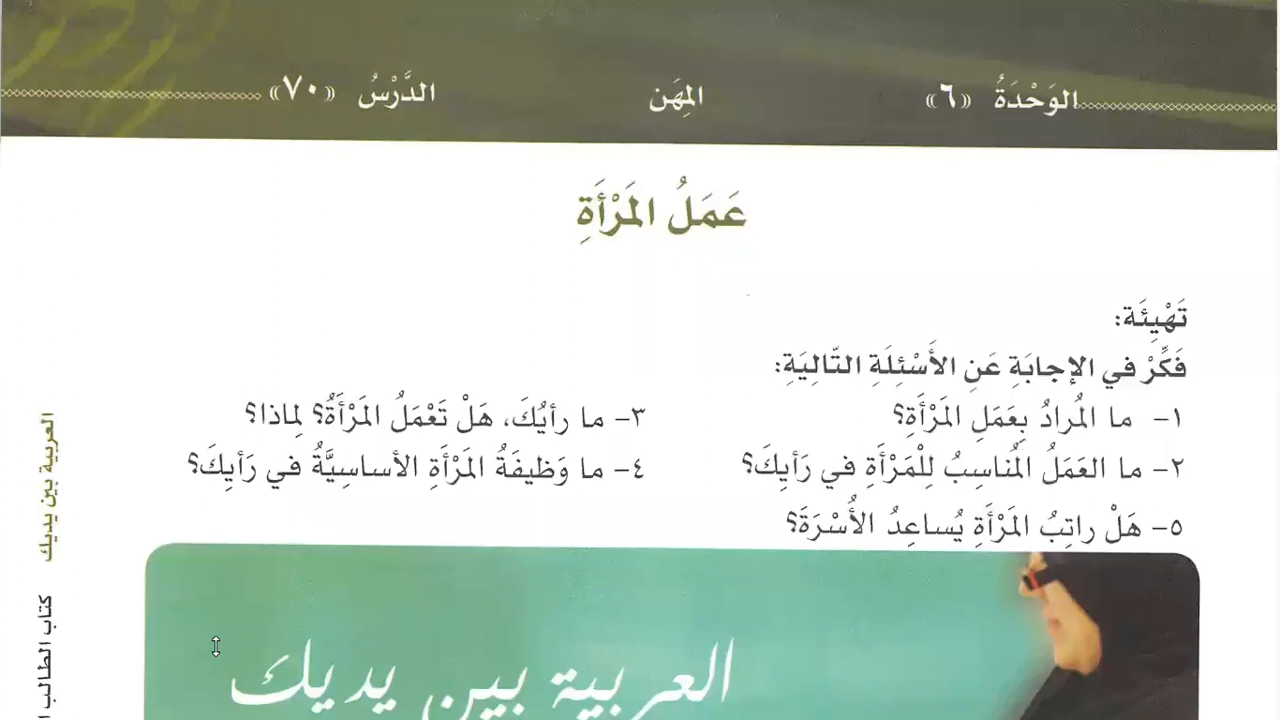 الوَحْدَةُ «٦» المِهَن الدَّرْسُ «٧٠»
عَمَلُ المَرْأَةِ
تَهْيِئَة:
فَكِّرْ في الإجابَةِ عَنِ الأَسْئِلَةِ التّالِيَةِ:
١- ما المُرادُ بِعَمَلِ المَرْأَةِ؟
٢- ما العَمَلُ المُناسِبُ لِلْمَرْأَةِ في رَأيِكَ؟
٣- ما رأيُكَ، هَلْ تَعْمَلُ المَرْأَةُ؟ لِماذا؟
٤- ما وَظيفَةُ المَرْأَةِ الأساسِيَّةُ في رَأيِكَ؟
٥- هَلْ راتِبُ المَرْأَةِ يُساعِدُ الأُسْرَةَ؟
العربية بين يديك
العربية بين يديك
كتاب الطالب